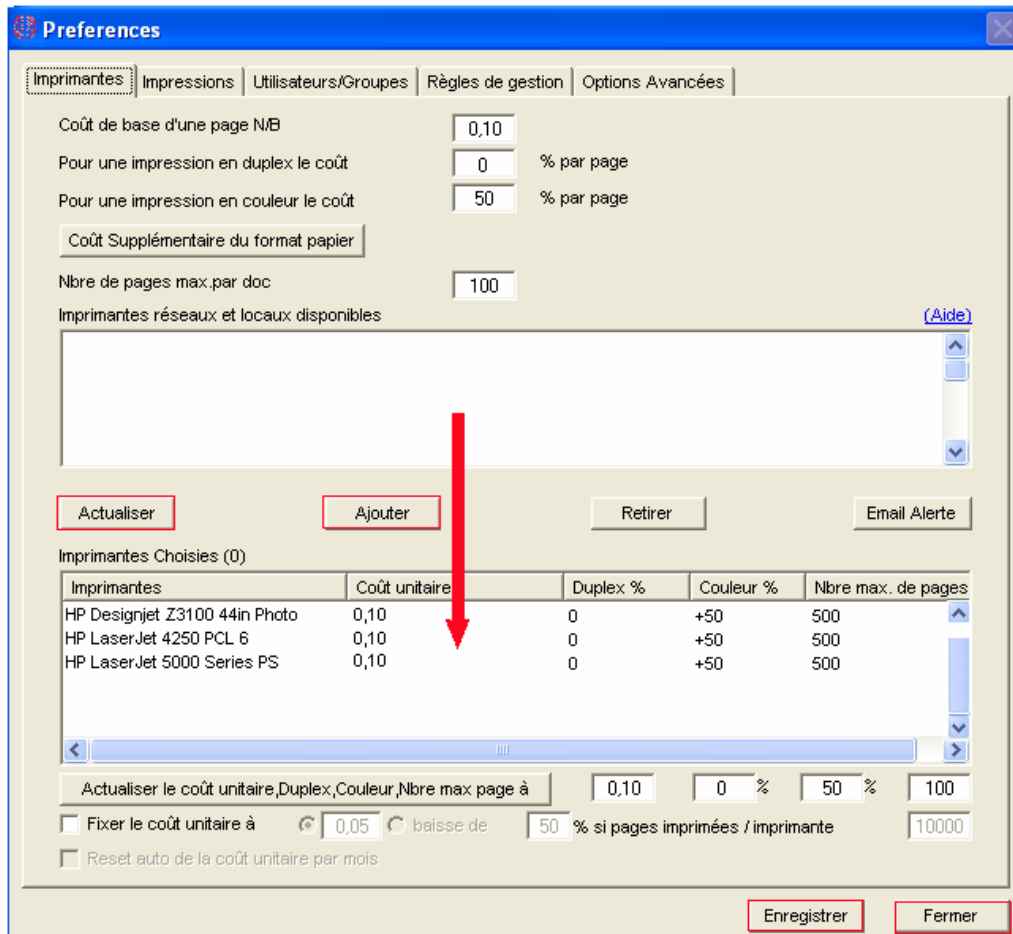 Preferences
Imprimantes Impressions Utilisateurs/Groupes Règles de gestion Options Avancées
Coût de base d'une page N/B 0,10
Pour une impression en duplex le coût 0 % par page
Pour une impression en couleur le coût 50 % par page
Coût Supplémentaire du format papier
Nbre de pages max.par doc 100
Imprimantes réseaux et locaux disponibles (Aide)
Actualiser Ajouter Retirer Email Alerte
Imprimantes Choisies (0)
Imprimantes Coût unitaire Duplex % Couleur % Nbre max. de pages
HP Designjet Z3100 44in Photo 0,10 0 +50 500
HP LaserJet 4250 PCL 6 0,10 0 +50 500
HP LaserJet 5000 Series PS 0,10 0 +50 500
Actualiser le coût unitaire,Duplex,Couleur,Nbre max page à 0,10 0 % 50 % 100
Fixer le coût unitaire à 0,05 baisse de 50 % si pages imprimées / imprimante 10000
Reset auto de la coût unitaire par mois
Enregistrer Fermer